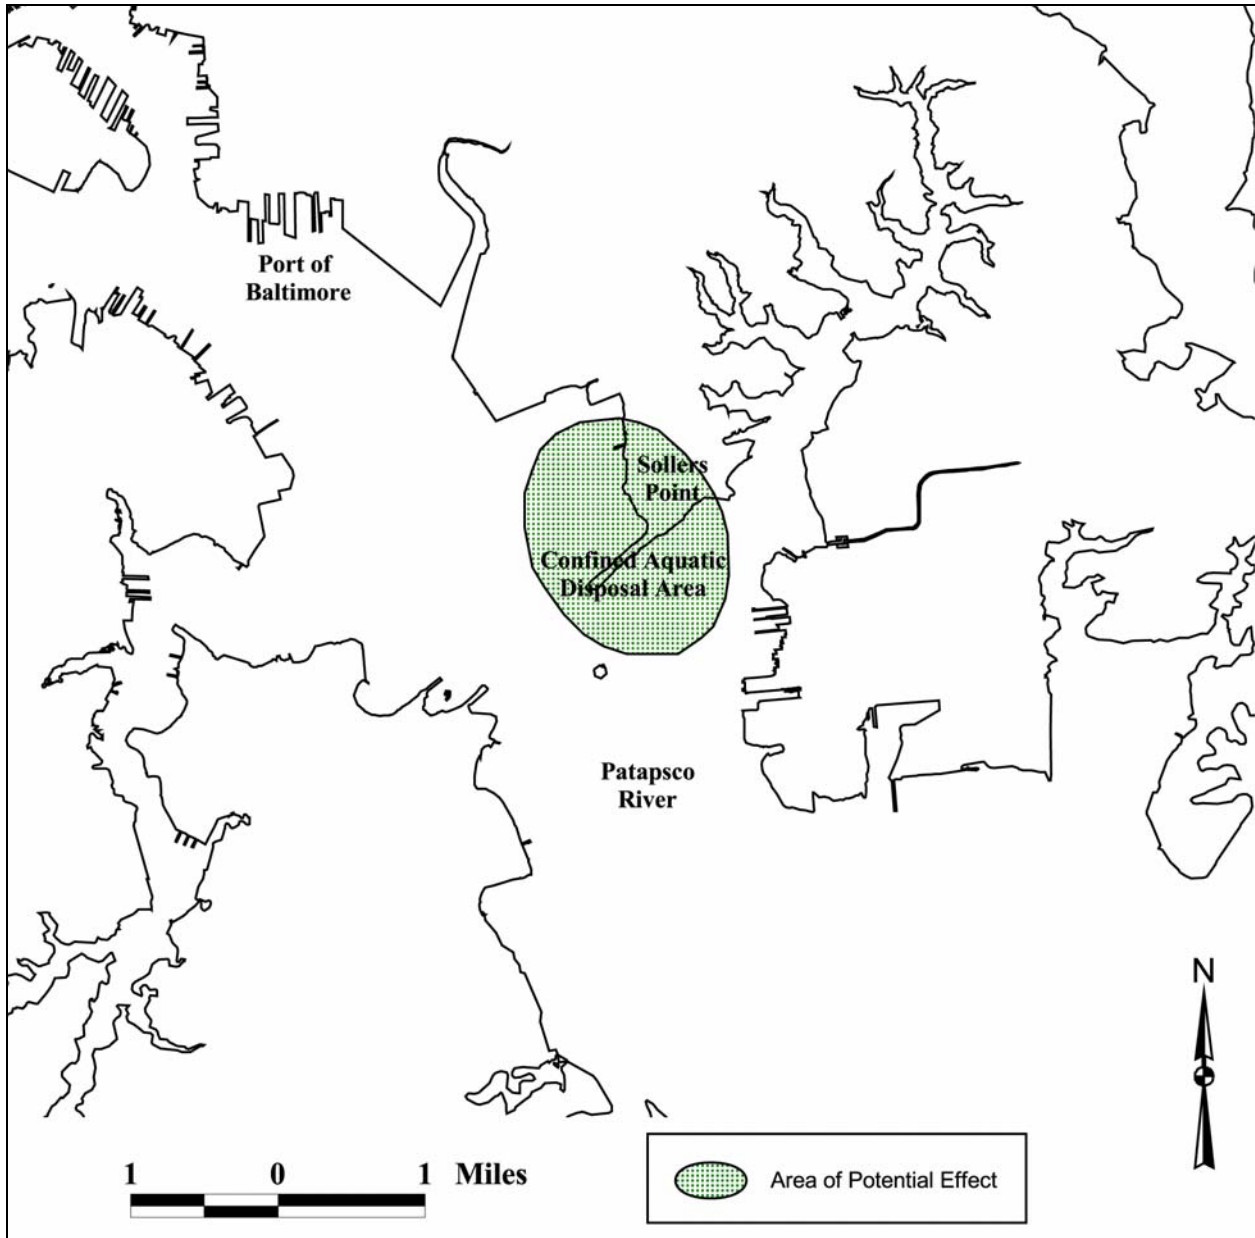 Port of
Baltimore
Sollers
Point
Confined Aquatic
Disposal Area
Patapsco
River
N
1 0 1 Miles
Area of Potential Effect